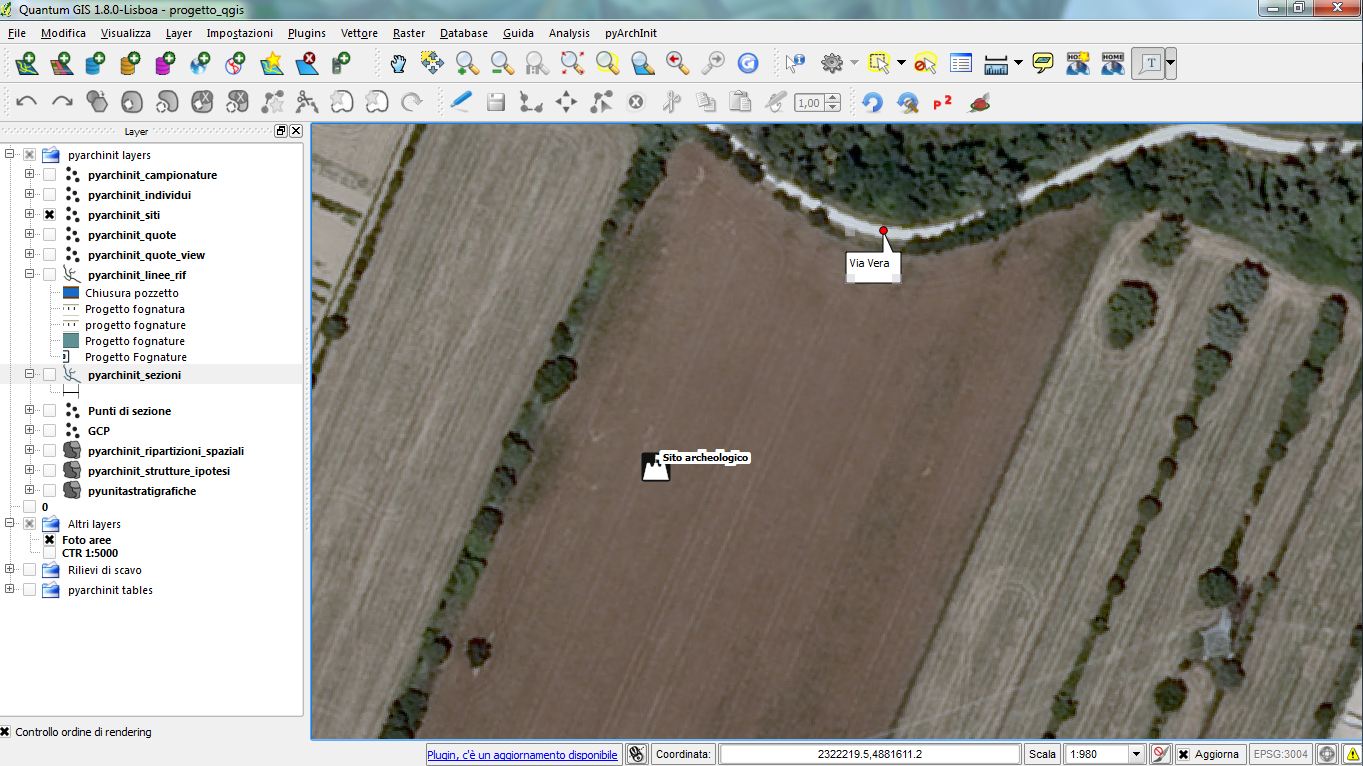 Quantum GIS 1.8.0-Lisboa - progetto_qgis
File Modifica Visualizza Layer Impostazioni Plugins Vettore Raster Database Guida Analysis pyArchInit
HOME
T
1,00
p 2
Layer
pyarchinit layers
pyarchinit_campionature
pyarchinit_individui
pyarchinit_siti
pyarchinit_quote
pyarchinit_quote_view
pyarchinit_linee_rif
Chiusura pozzetto
Progetto fognatura
progetto fognature
Progetto fognature
Progetto Fognature
pyarchinit_sezioni
Punti di sezione
GCP
pyarchinit_ripartizioni_spaziali
pyarchinit_strutture_ipotesi
pyunitastratigrafiche
0
Altri layers
Foto aree
CTR 1:5000
Rilievi di scavo
pyarchinit tables
Via Vera
Sito archeologico
Controllo ordine di rendering
Plugin, c'è un aggiornamento disponibile Coordinata: 2322219.5,4881611.2 Scala 1:980 Aggiorna EPSG:3004